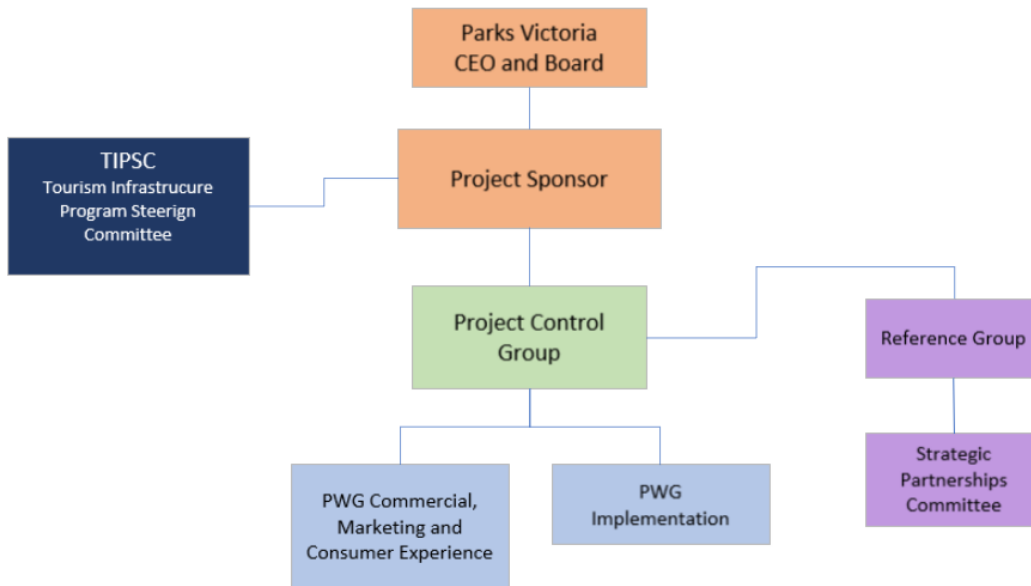 Parks Victoria
CEO and Board
TIPSC
Tourism Infrastrucure
Program Steerign
Committee
Project Sponsor
Project Control
Group
Reference Group
Strategic
Partnerships
Committee
PWG Commercial,
Marketing and
Consumer Experience
PWG
Implementation